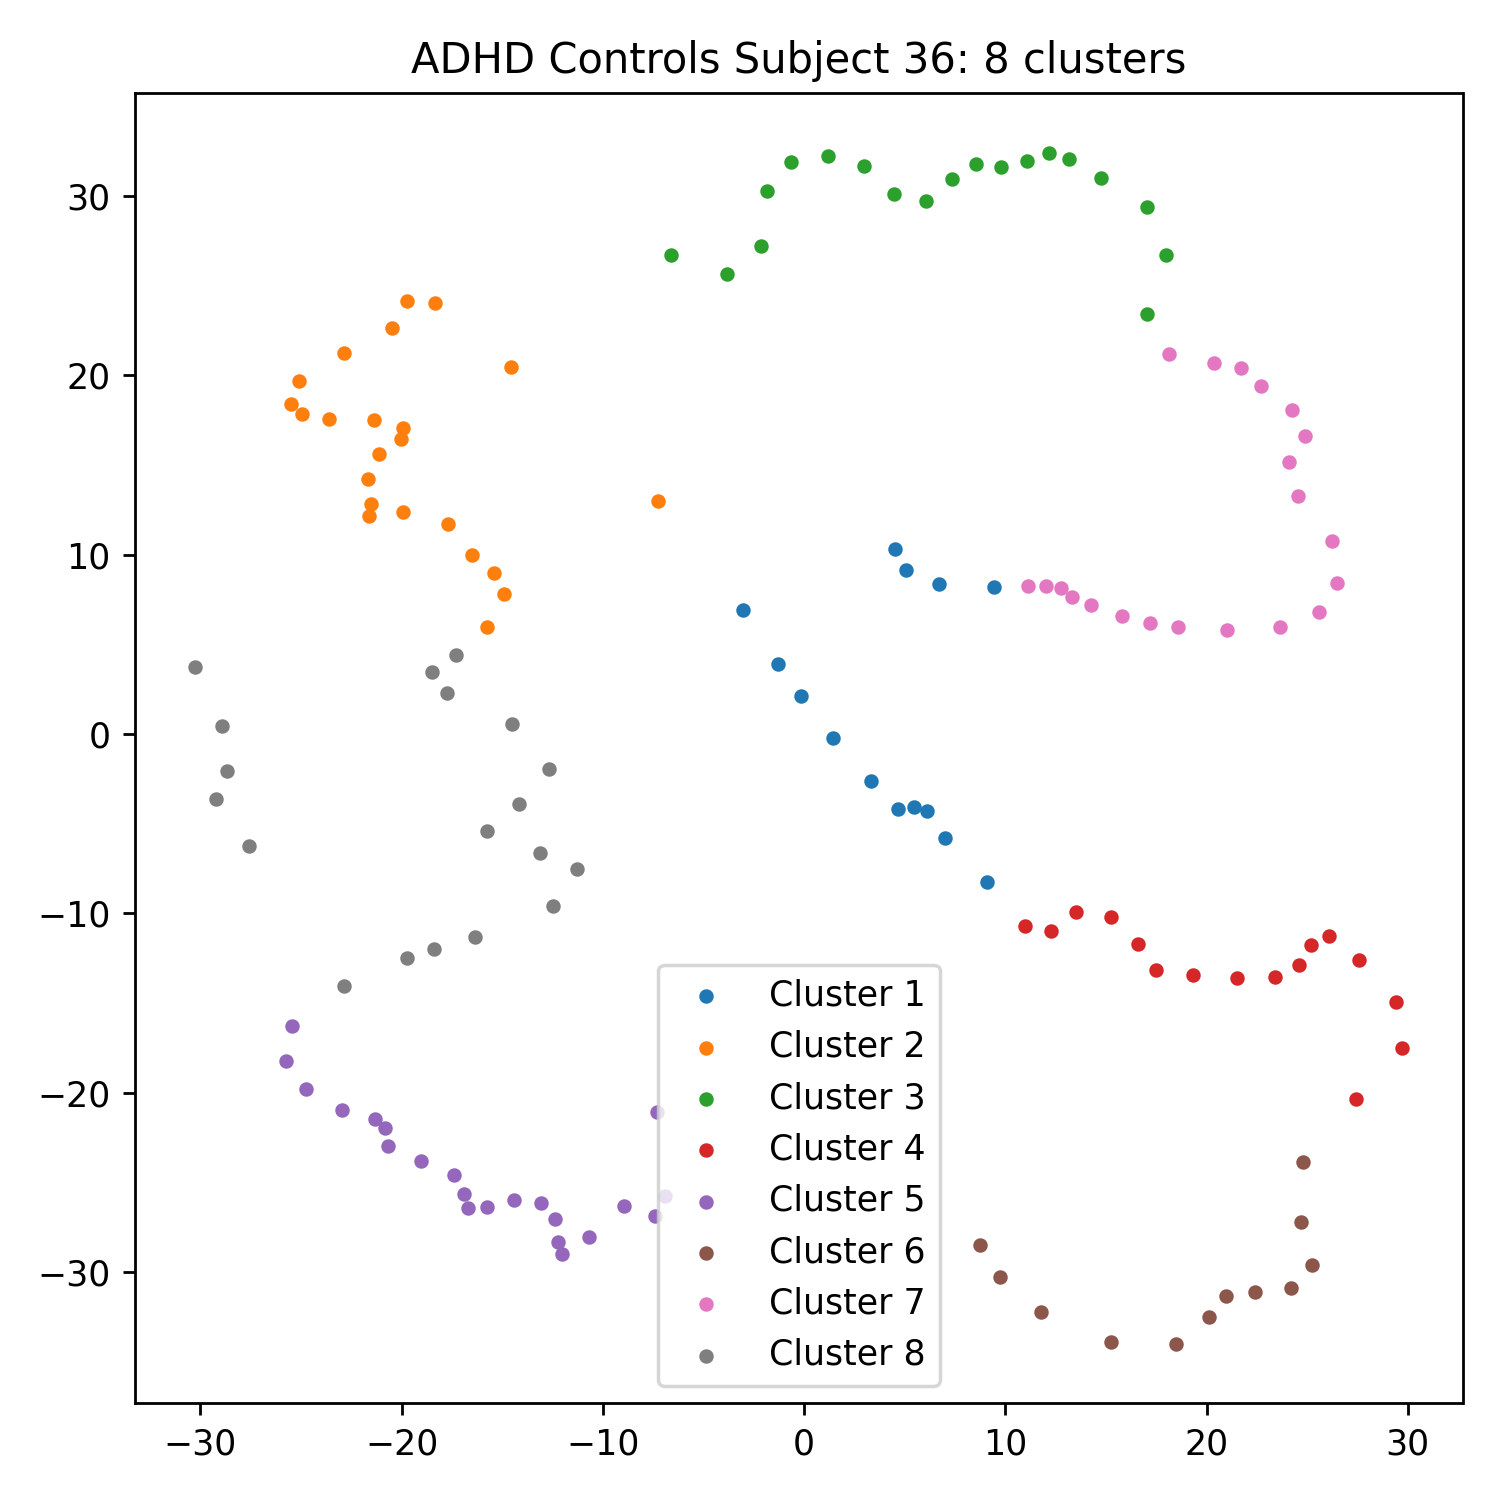 ADHD Controls Subject 36: 8 clusters
30
20
10
0
−10
−20
−30
Cluster 1
Cluster 2
Cluster 3
Cluster 4
Cluster 5
Cluster 6
Cluster 7
Cluster 8
−30 −20 −10 0 10 20 30